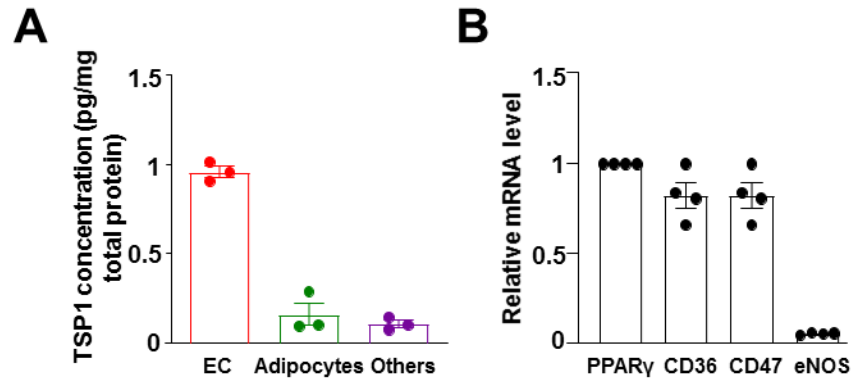 A
TSP1 concentration (pg/mg
total protein)
1.5
1
0.5
0
EC Adipocytes Others
B
Relative mRNA level
1.5
1
0.5
0
PPARγ CD36 CD47 eNOS